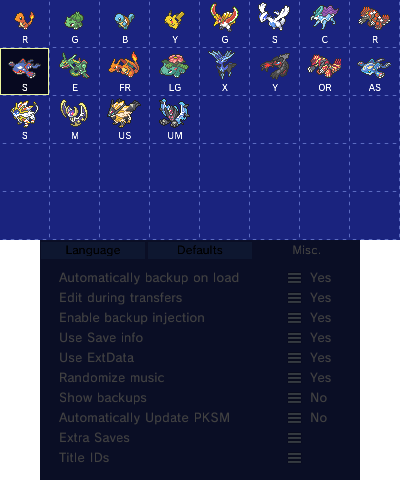 R G B Y G S C R
S E FR LG X Y OR AS
S M US UM
Language Defaults Misc.
Automatically backup on load Yes
Edit during transfers Yes
Enable backup injection Yes
Use Save info Yes
Use ExtData Yes
Randomize music Yes
Show backups No
Automatically Update PKSM No
Extra Saves
Title IDs